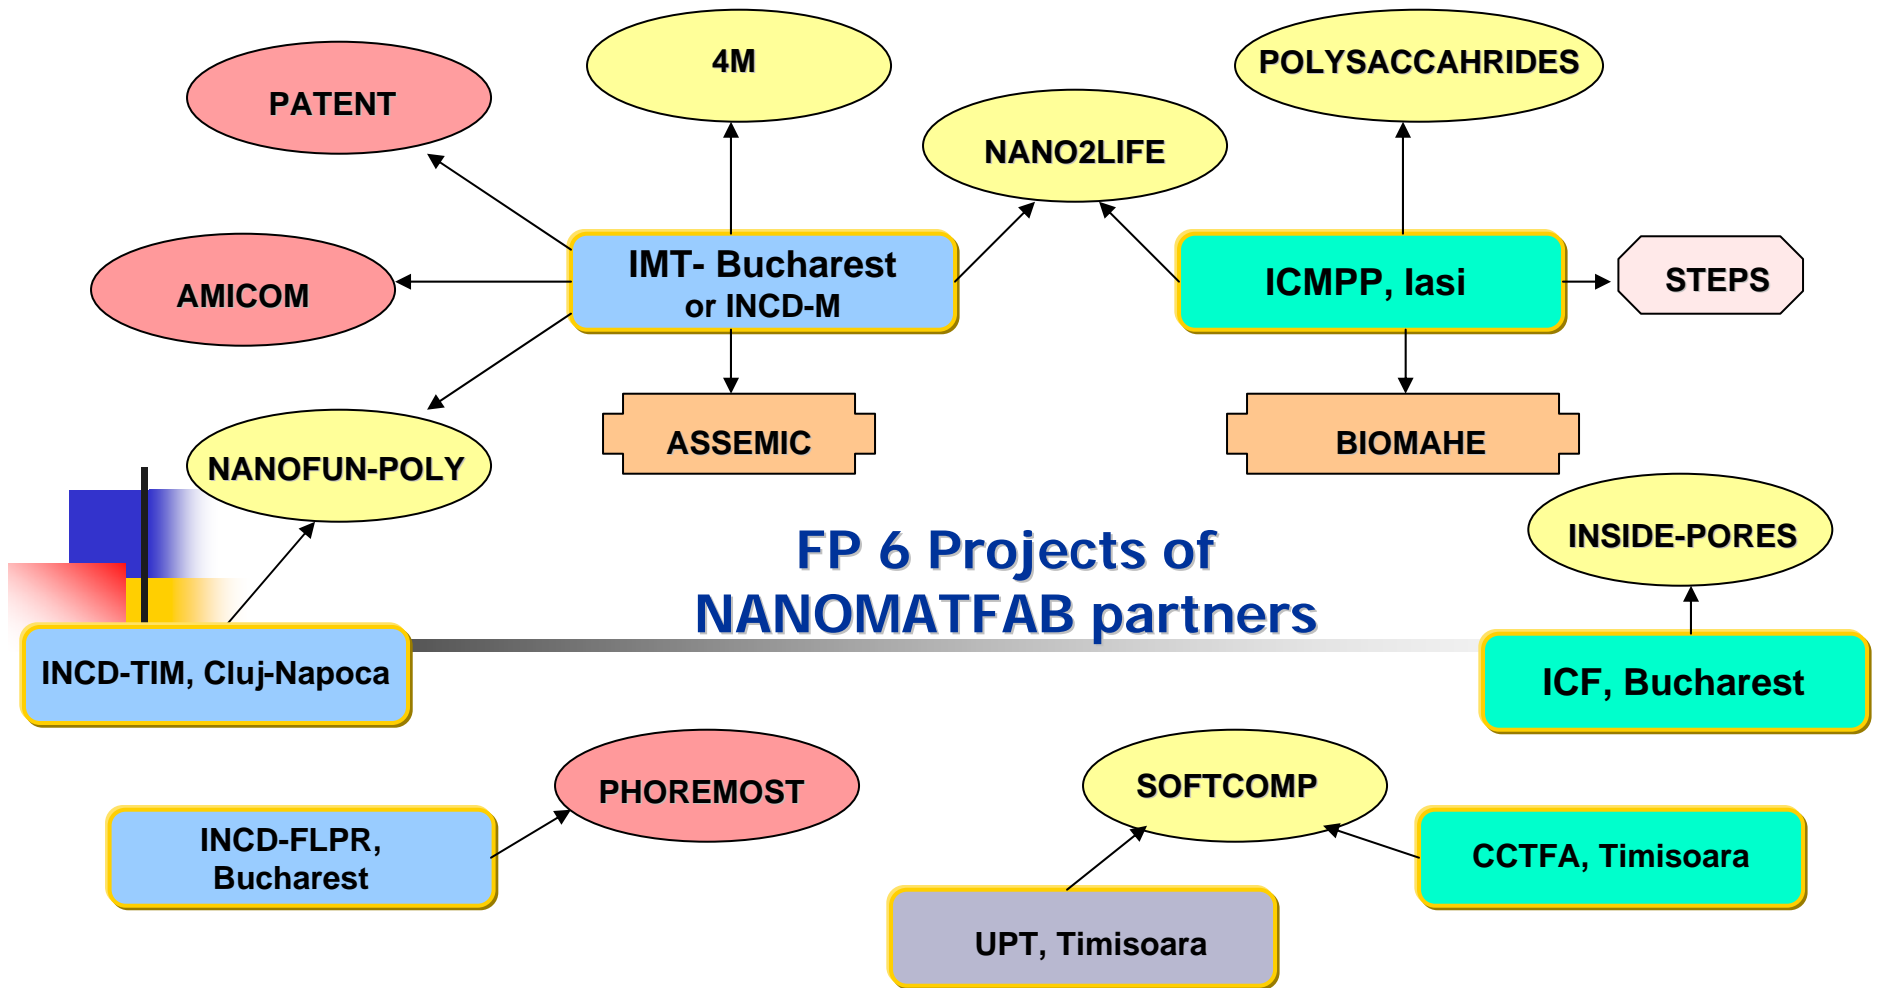 4M
POLYSACCAHRIDES
PATENT
NANO2LIFE
IMT- Bucharest
or INCD-M
ICMPP, Iasi
STEPS
AMICOM
ASSEMIC
BIOMAHE
NANOFUN-POLY
INSIDE-PORES
FP 6 Projects of
NANOMATFAB partners
INCD-TIM, Cluj-Napoca
ICF, Bucharest
PHOREMOST
SOFTCOMP
INCD-FLPR,
Bucharest
CCTFA, Timisoara
UPT, Timisoara